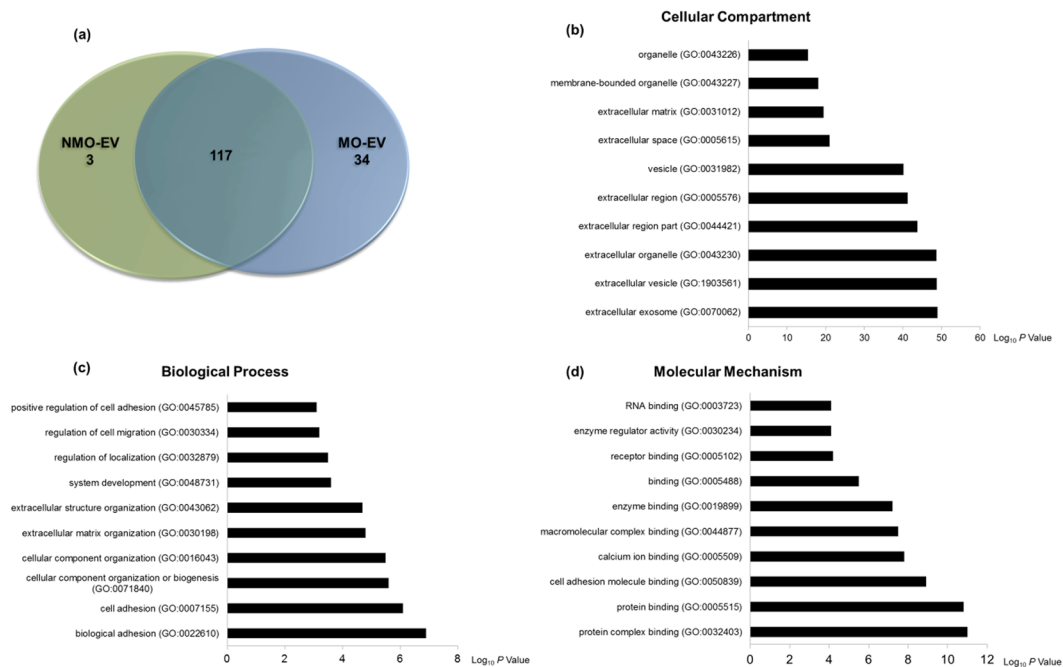 (a)
NMO-EV
3
117
MO-EV
34
(b)
Cellular Compartment
organelle (GO:0043226)
membrane-bounded organelle (GO:0043227)
extracellular matrix (GO:0031012)
extracellular space (GO:0005615)
vesicle (GO:0031982)
extracellular region (GO:0005576)
extracellular region part (GO:0044421)
extracellular organelle (GO:0043230)
extracellular vesicle (GO:1903561)
extracellular exosome (GO:0070062)
0 10 20 30 40 50 60
Log10 P Value
(c)
Biological Process
positive regulation of cell adhesion (GO:0045785)
regulation of cell migration (GO:0030334)
regulation of localization (GO:0032879)
system development (GO:0048731)
extracellular structure organization (GO:0043062)
extracellular matrix organization (GO:0030198)
cellular component organization (GO:0016043)
cellular component organization or biogenesis
(GO:0071840)
cell adhesion (GO:0007155)
biological adhesion (GO:0022610)
0 2 4 6 8
Log10 P Value
(d)
Molecular Mechanism
RNA binding (GO:0003723)
enzyme regulator activity (GO:0030234)
receptor binding (GO:0005102)
binding (GO:0005488)
enzyme binding (GO:0019899)
macromolecular complex binding (GO:0044877)
calcium ion binding (GO:0005509)
cell adhesion molecule binding (GO:0050839)
protein binding (GO:0005515)
protein complex binding (GO:0032403)
0 2 4 6 8 10 12
Log10 P Value